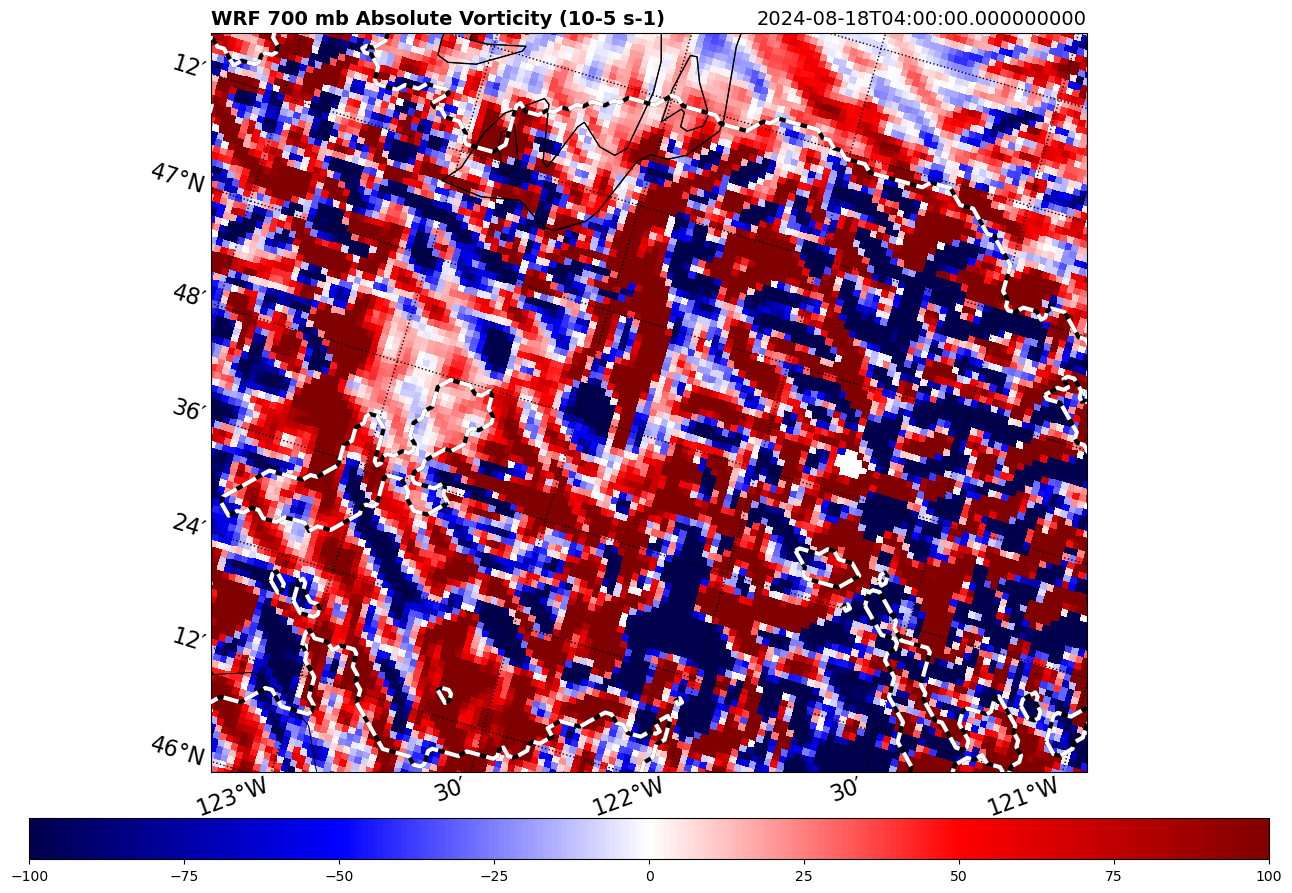 WRF 700 mb Absolute Vorticity (10-5 s-1) 2024-08-18T04:00:00.000000000
12′
47°N
48′
36′
24′
12′
46°N
123°W 30′ 122°W 30′ 121°W
−100 −75 −50 −25 0 25 50 75 100